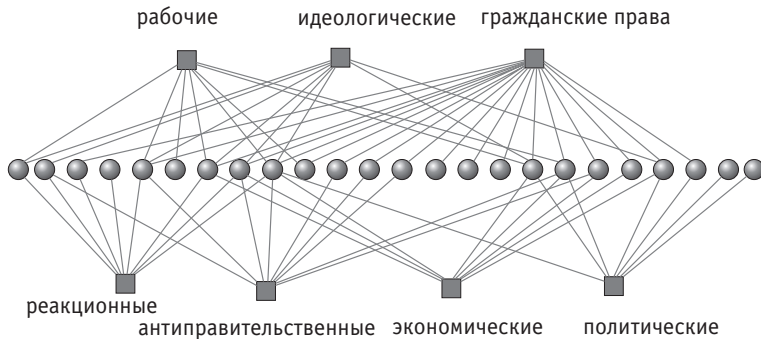 рабочие идеологические гражданские права
реакционные
антиправительственные экономические политические